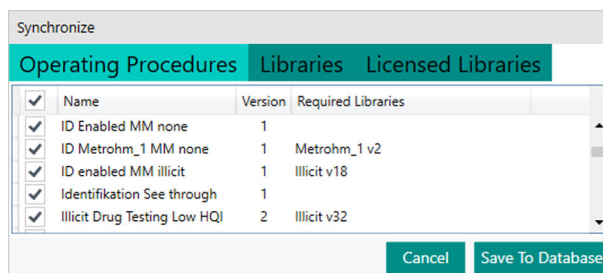 Synchronize
Operating Procedures Libraries Licensed Libraries
Name Version Required Libraries
ID Enabled MM none 1
ID Metrohm_1 MM none 1 Metrohm_1 v2
ID enabled MM illicit 1 Illicit v18
Identifikation See through 1
Illicit Drug Testing Low HQI 2 Illicit v32
Cancel Save To Database